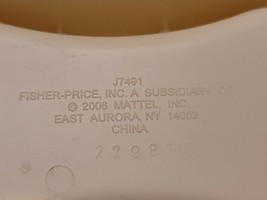 J7491
FISHER-PRICE, INC. A SUBSIDIARY OF
© 2006 MATTEL, INC.
EAST AURORA, NY 14052
CHINA